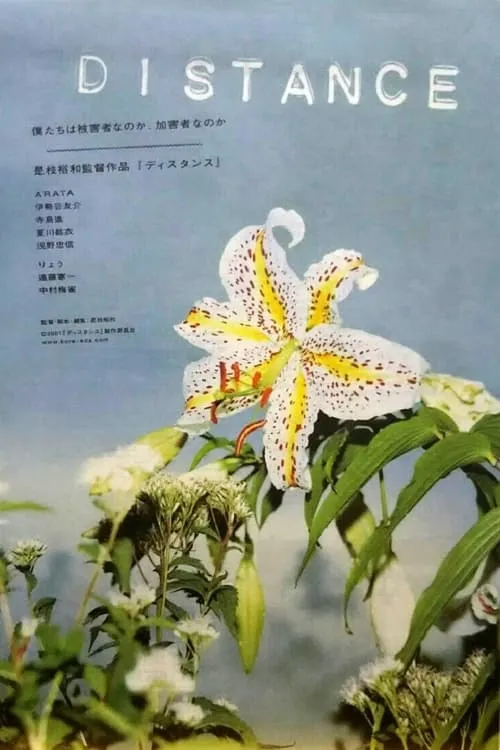 DISTANCE
僕たちは被害者なのか、加害者なのか
是枝裕和監督作品『ディスタンス』
ARATA
伊勢谷友介
寺島進
夏川結衣
浅野忠信
りょう
遠藤憲一
中村梅雀
監督・脚本・編集：是枝裕和
©2001『ディスタンス』製作委員会
www.kore-eda.com